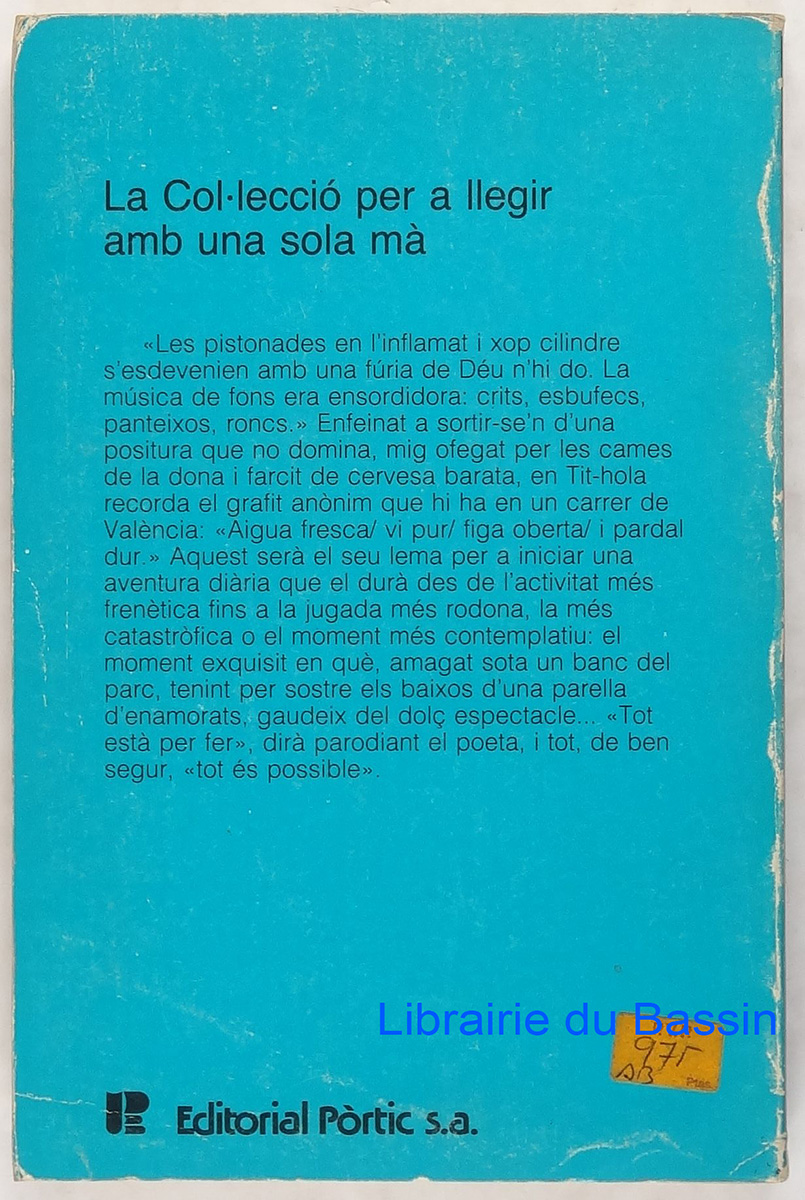 La Col·lecció per a llegir
amb una sola mà
«Les pistonades en l'inflamat i xop cilindre
s'esdevenien amb una fúria de Déu n'hi do. La
música de fons era ensordidora: crits, esbufecs,
panteixos, roncs.» Enfeinat a sortir-se'n d'una
positura que no domina, mig ofegat per les cames
de la dona i farcit de cervesa barata, en Tit-hola
recorda el grafit anònim que hi ha en un carrer de
València: «Aigua fresca/ vi pur/ figa oberta/ i pardal
dur.» Aquest serà el seu lema per a iniciar una
aventura diària que el durà des de l'activitat més
frenètica fins a la jugada més rodona, la més
catastròfica o el moment més contemplatiu: el
moment exquisit en què, amagat sota un banc del
parc, tenint per sostre els baixos d'una parella
d'enamorats, gaudeix del dolç espectacle... «Tot
està per fer», dirà parodiant el poeta, i tot, de ben
segur, «tot és possible».
Librairie du Bassin
975
AB
Ptas.
Editorial Pòrtic s.a.